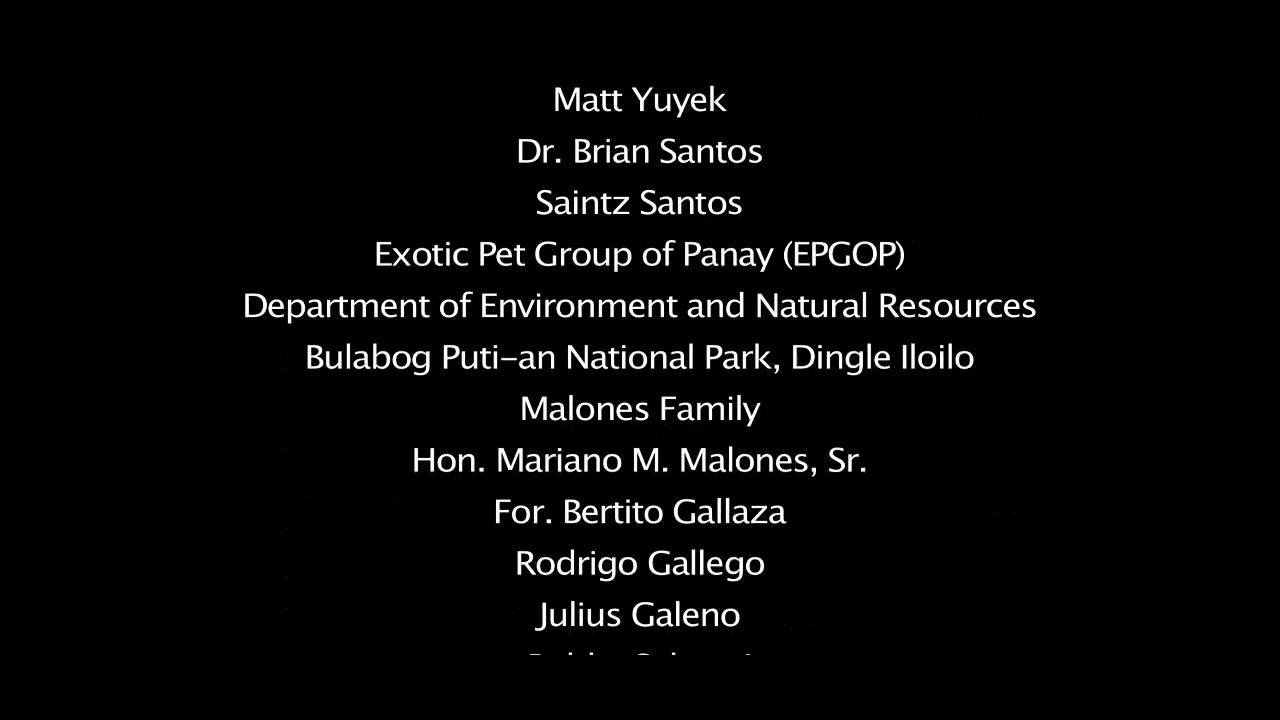 Matt Yuyek
Dr. Brian Santos
Saintz Santos
Exotic Pet Group of Panay (EPGOP)
Department of Environment and Natural Resources
Bulabog Puti-an National Park, Dingle Iloilo
Malones Family
Hon. Mariano M. Malones, Sr.
For. Bertito Gallaza
Rodrigo Gallego
Julius Galeno